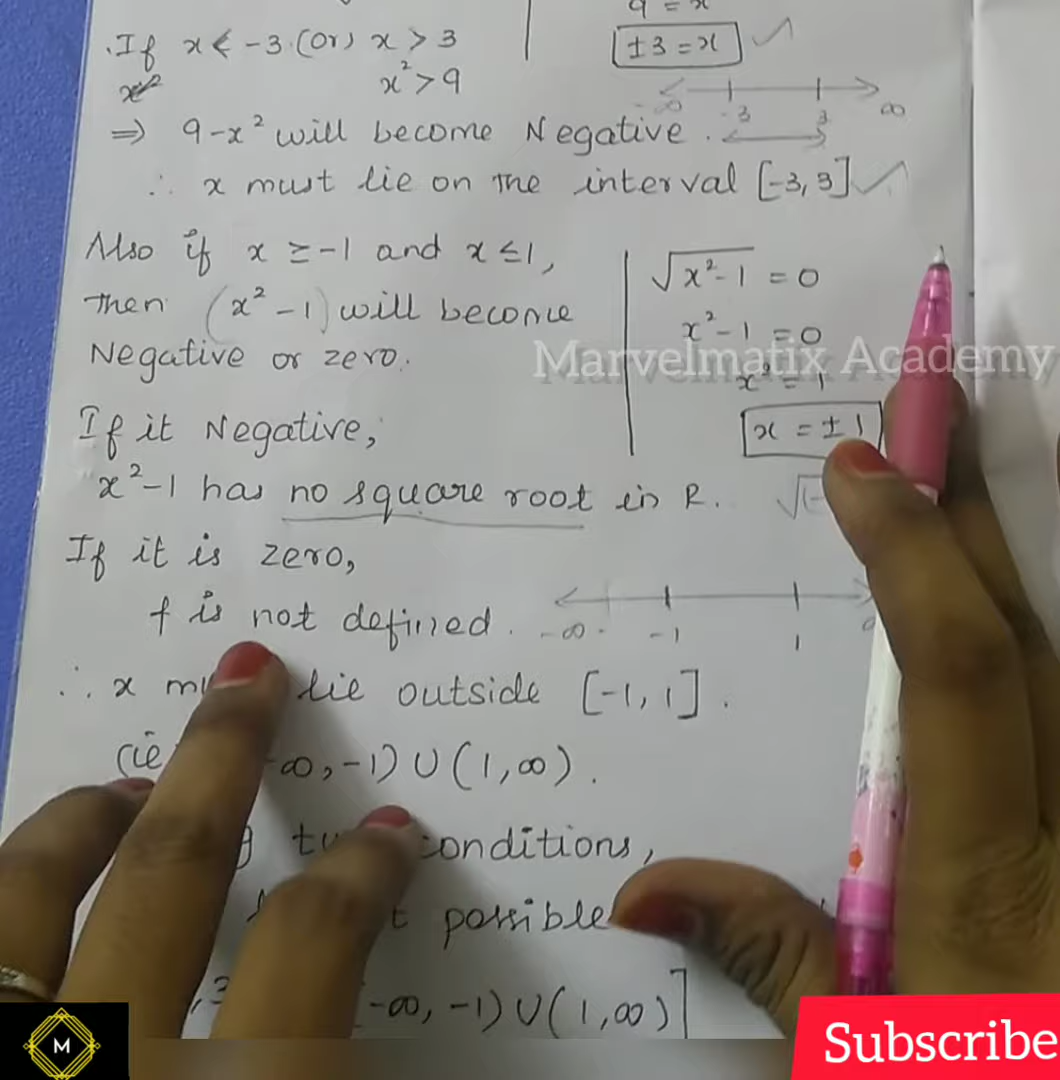 9 = x
±3 = x
.If x < -3 (or) x > 3
x²
x² > 9
-∞ -3 3 ∞
⇒ 9-x² will become Negative.
∴ x must lie on the interval [-3, 3]
Also if x ≥ -1 and x ≤ 1,
Then (x² - 1) will become
Negative or zero.
√x²-1 = 0
x² - 1 = 0
x² = 1
x = ± 1
Marvelmatix Academy
If it Negative,
x²-1 has no square root in R.
If it is zero,
f is not defined.
-∞ -1 1
∴ x lie outside [-1, 1].
(ie) ∞, -1) ∪ (1, ∞).
conditions,
possible
-∞, -1) ∪ (1, ∞)]
M
Subscribe